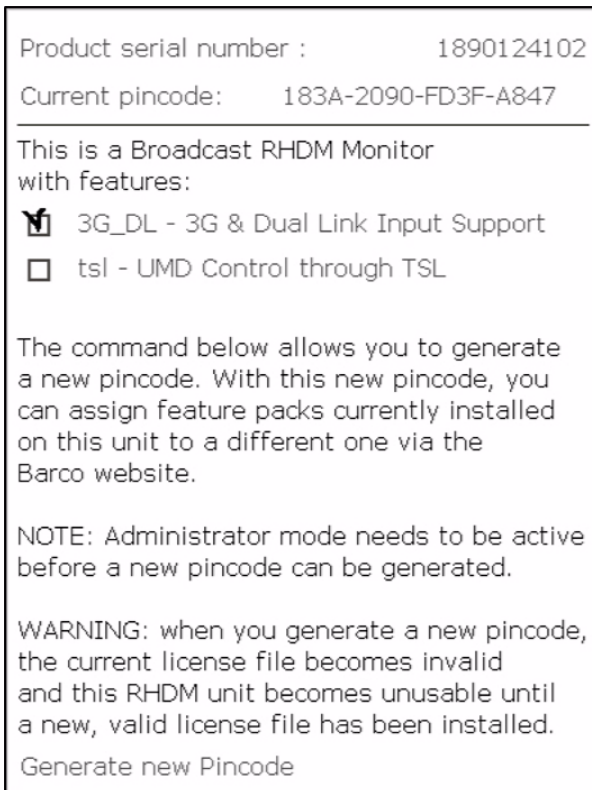 Product serial number : 1890124102
Current pincode: 183A-2090-FD3F-A847
This is a Broadcast RHDM Monitor
with features:
3G_DL - 3G & Dual Link Input Support
tsl - UMD Control through TSL
The command below allows you to generate
a new pincode. With this new pincode, you
can assign feature packs currently installed
on this unit to a different one via the
Barco website.
NOTE: Administrator mode needs to be active
before a new pincode can be generated.
WARNING: when you generate a new pincode,
the current license file becomes invalid
and this RHDM unit becomes unusable until
a new, valid license file has been installed.
Generate new Pincode